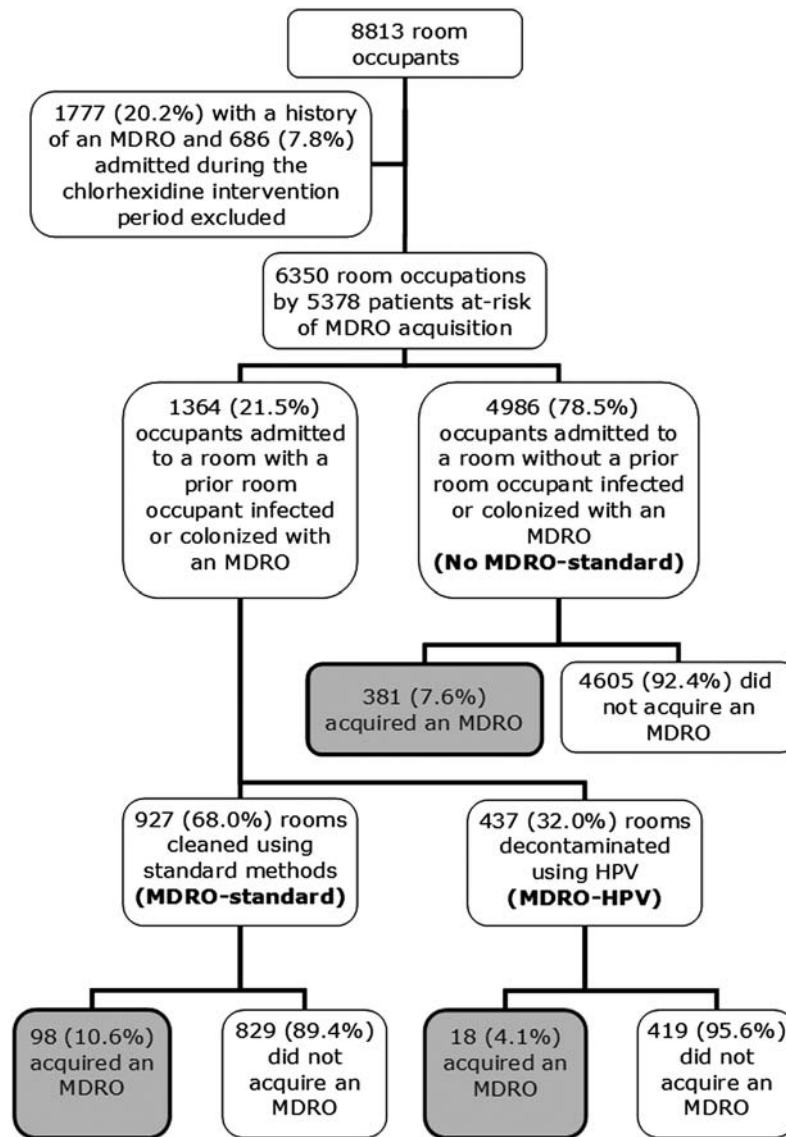 8813 room
occupants
1777 (20.2%) with a
history of an MDRO and 686 (7.8%)
admitted during the
chlorhexidine intervention
period excluded
6350 room occupations
by 5378 patients at-risk
of MDRO acquisition
1364 (21.5%)
occupants admitted
to a room with a
prior room
occupant infected
or colonized with
an MDRO
4986 (78.5%)
occupants admitted to
a room without a prior
room occupant infected
or colonized with an
MDRO
(No MDRO-standard)
381 (7.6%)
acquired an MDRO
4605 (92.4%) did
not acquire an
MDRO
927 (68.0%) rooms
cleaned using
standard methods
(MDRO-standard)
437 (32.0%) rooms
decontaminated
using HPV
(MDRO-HPV)
98 (10.6%)
acquired an
MDRO
829 (89.4%)
did not
acquire an
MDRO
18 (4.1%)
acquired an
MDRO
419 (95.6%)
did not
acquire an
MDRO